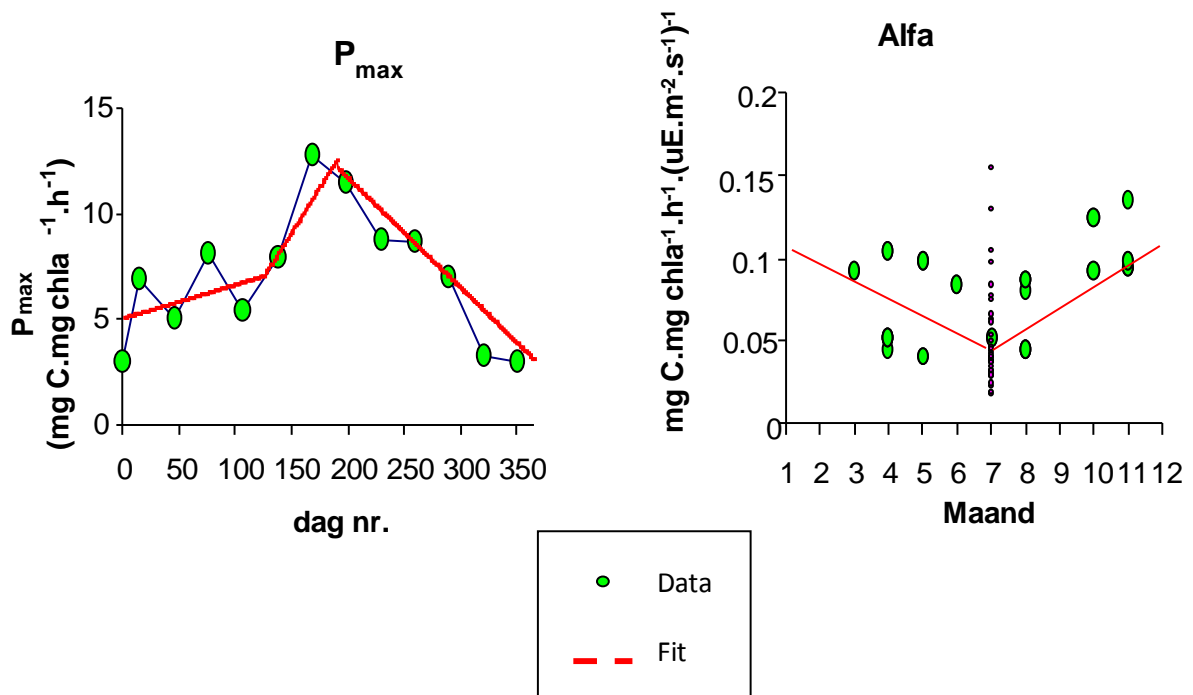 P_max
P_max
(mg C.mg chla ⁻¹.h⁻¹)
15
10
5
0
0 50 100 150 200 250 300 350
dag nr.
Alfa
mg C.mg chla⁻¹.h⁻¹.(uE.m⁻².s⁻¹)⁻¹
0.2
0.15
0.1
0.05
0
1 2 3 4 5 6 7 8 9 10 11 12
Maand
Data
Fit